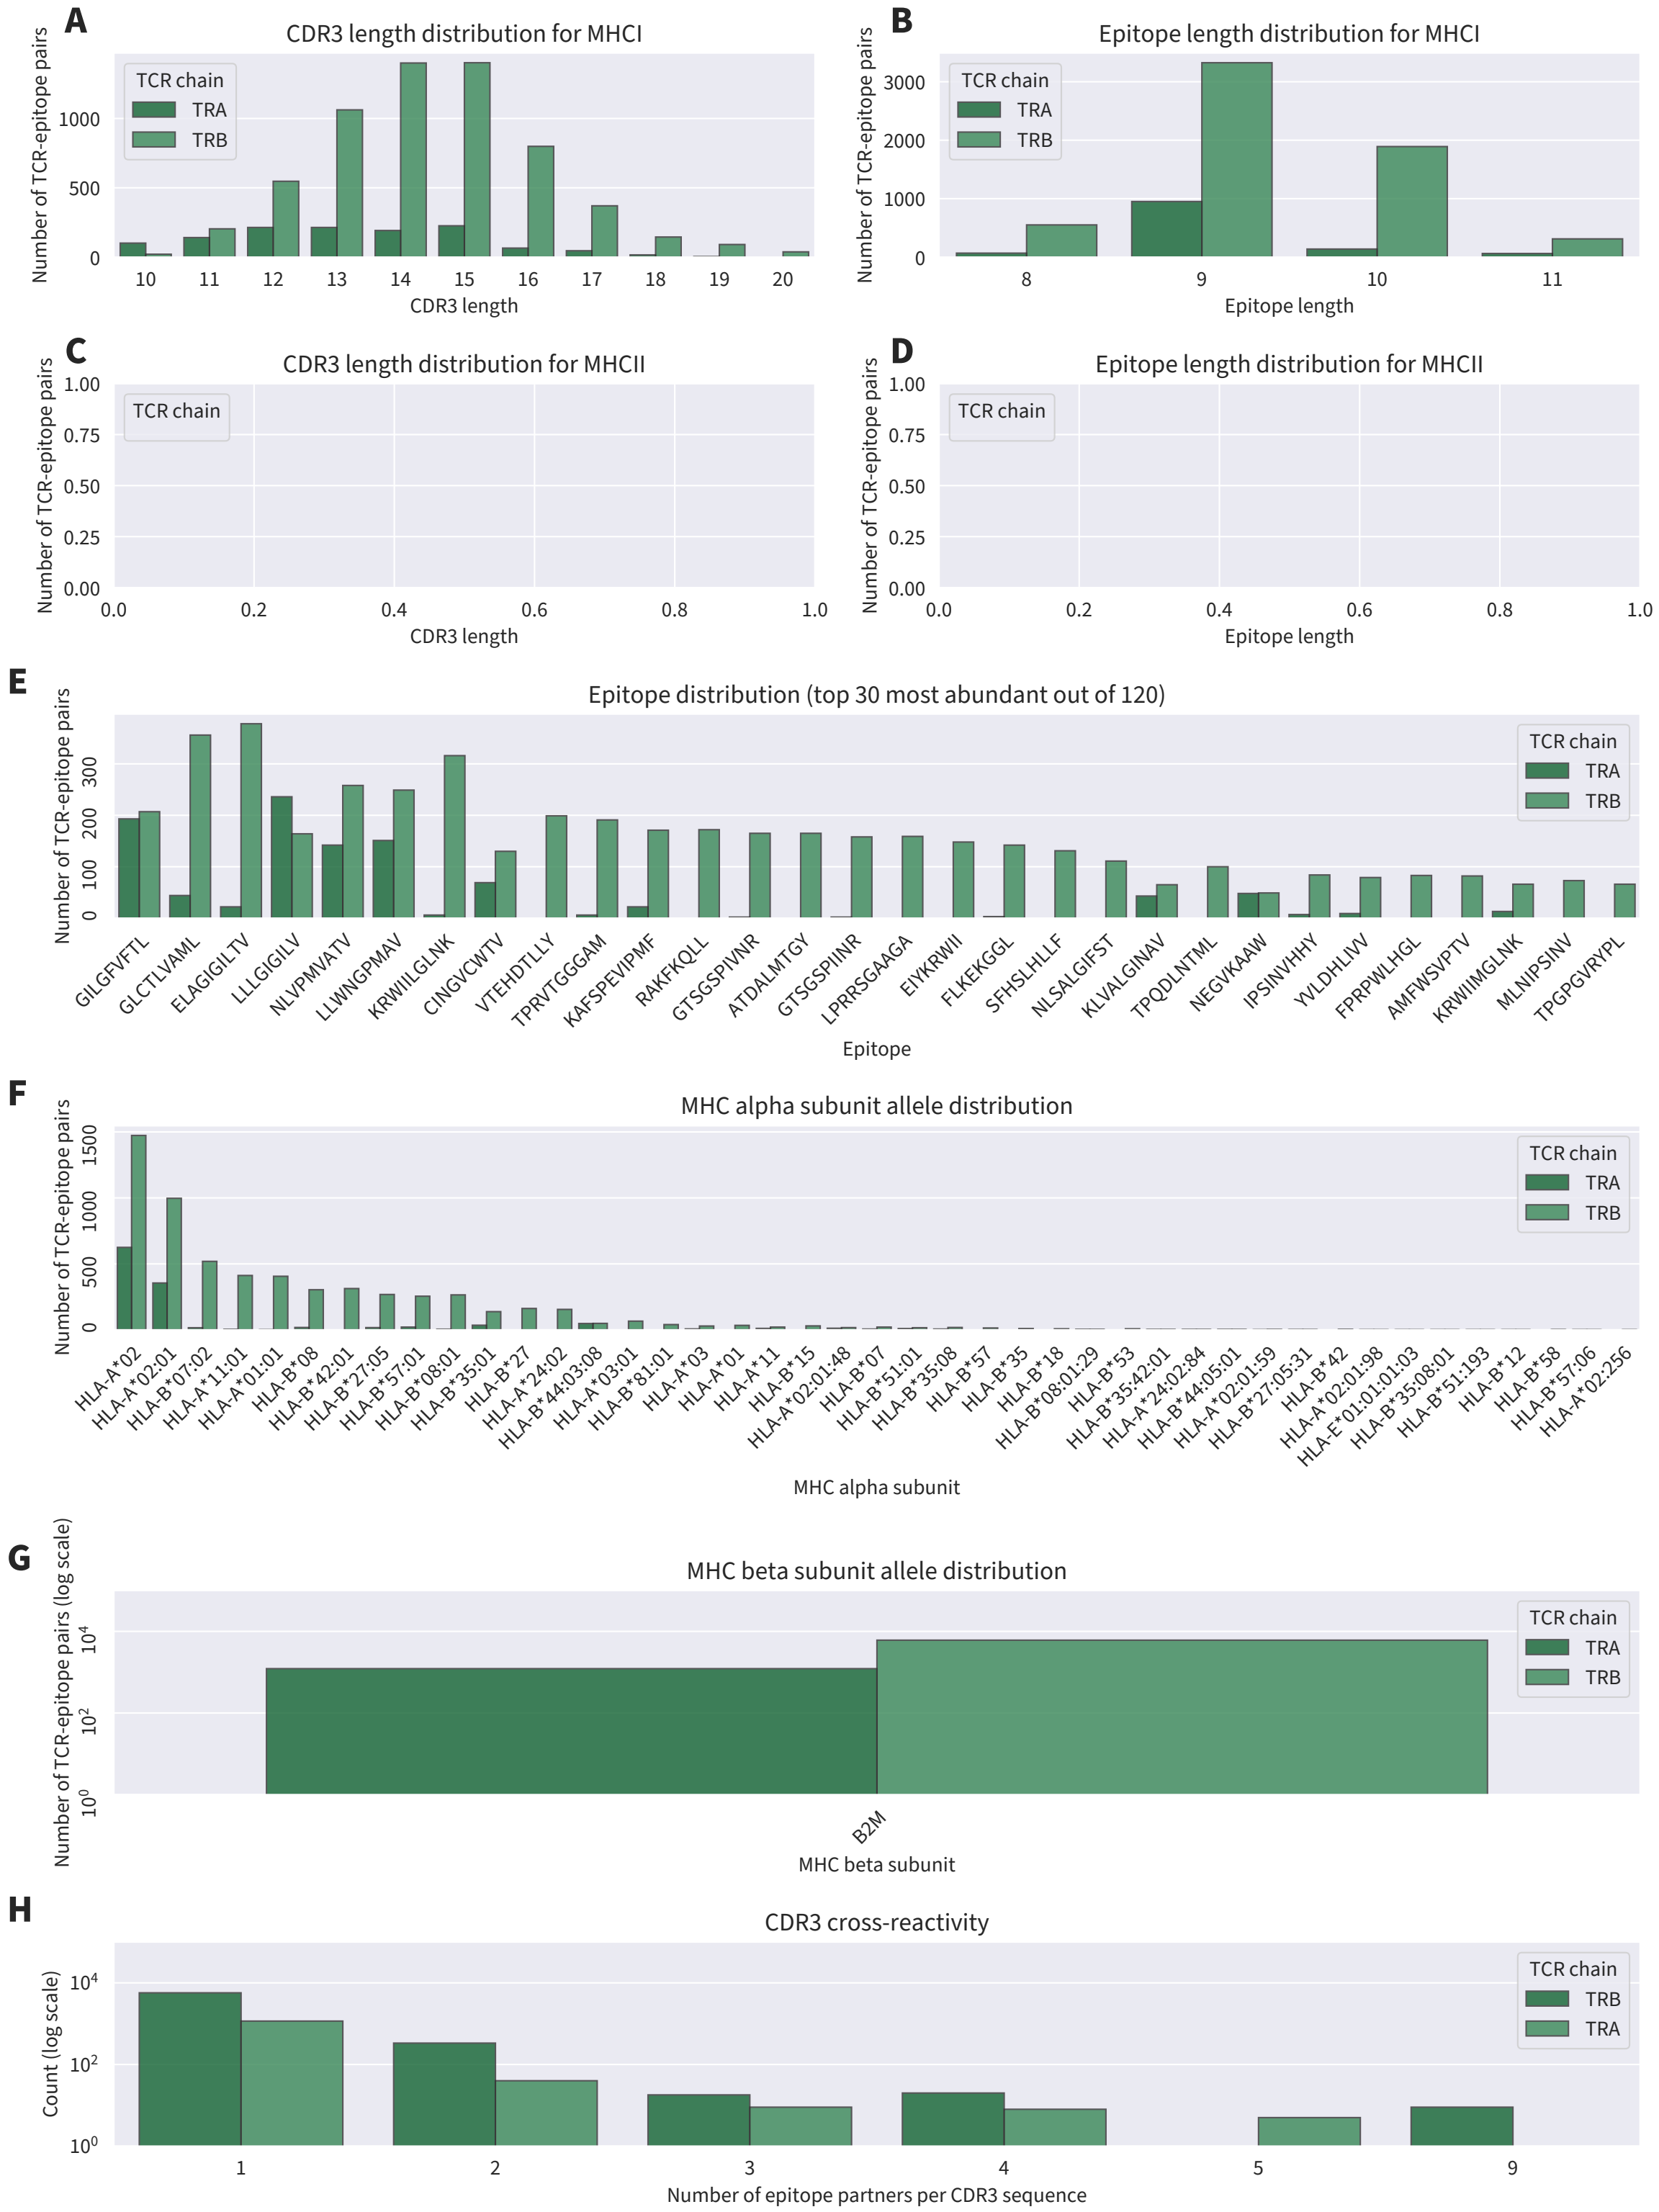 A
CDR3 length distribution for MHCI
Number of TCR-epitope pairs
1000
500
0
TCR chain
TRA
TRB
10 11 12 13 14 15 16 17 18 19 20
CDR3 length
B
Epitope length distribution for MHCI
Number of TCR-epitope pairs
3000
2000
1000
0
TCR chain
TRA
TRB
8 9 10 11
Epitope length
C
CDR3 length distribution for MHCII
Number of TCR-epitope pairs
1.00
0.75
0.50
0.25
0.00
TCR chain
0.0 0.2 0.4 0.6 0.8 1.0
CDR3 length
D
Epitope length distribution for MHCII
Number of TCR-epitope pairs
1.00
0.75
0.50
0.25
0.00
TCR chain
0.0 0.2 0.4 0.6 0.8 1.0
Epitope length
E
Epitope distribution (top 30 most abundant out of 120)
Number of TCR-epitope pairs
300
200
100
0
TCR chain
TRA
TRB
GILGFVFTL
GLCTLVAML
ELAGIGILTV
LLLGIGILV
NLVPMVATV
LLWNGPMAV
KRWIILGLNK
CINGVCWTV
VTEHDTLLY
TPRVTGGGAM
KAFSPEVIPMF
RAKFKQLL
GTSGSPIVNR
ATDALMTGY
GTSGSPIINR
LPRRSGAAGA
EIYKRWII
FLKEKGGL
SFHSLHLLF
NLSALGIFST
KLVALGINAV
TPQDLNTML
NEGVKAAW
IPSINVHHY
YVLDHLIVV
FPRPWLHGL
AMFWSVPTV
KRWIIMGLNK
MLNIPSINV
TPGPGVRYPL
Epitope
F
MHC alpha subunit allele distribution
Number of TCR-epitope pairs
1500
1000
500
0
TCR chain
TRA
TRB
HLA-A*02
HLA-A*02:01
HLA-B*07:02
HLA-A*11:01
HLA-A*01:01
HLA-B*08
HLA-B*42:01
HLA-B*27:05
HLA-B*57:01
HLA-B*08:01
HLA-B*35:01
HLA-B*27
HLA-A*24:02
HLA-B*44:03:08
HLA-A*03:01
HLA-B*81:01
HLA-A*03
HLA-A*01
HLA-A*11
HLA-B*15
HLA-A*02:01:48
HLA-B*07
HLA-B*51:01
HLA-B*35:08
HLA-B*57
HLA-B*35
HLA-B*18
HLA-B*08:01:29
HLA-B*53
HLA-B*35:42:01
HLA-A*24:02:84
HLA-B*44:05:01
HLA-A*02:01:59
HLA-B*27:05:31
HLA-B*42
HLA-A*02:01:98
HLA-E*01:01:01:03
HLA-B*35:08:01
HLA-B*51:193
HLA-B*12
HLA-B*58
HLA-B*57:06
HLA-A*02:256
MHC alpha subunit
G
MHC beta subunit allele distribution
Number of TCR-epitope pairs (log scale)
10⁴
10²
10⁰
TCR chain
TRA
TRB
B2M
MHC beta subunit
H
CDR3 cross-reactivity
Count (log scale)
10⁴
10²
10⁰
TCR chain
TRB
TRA
1 2 3 4 5 9
Number of epitope partners per CDR3 sequence